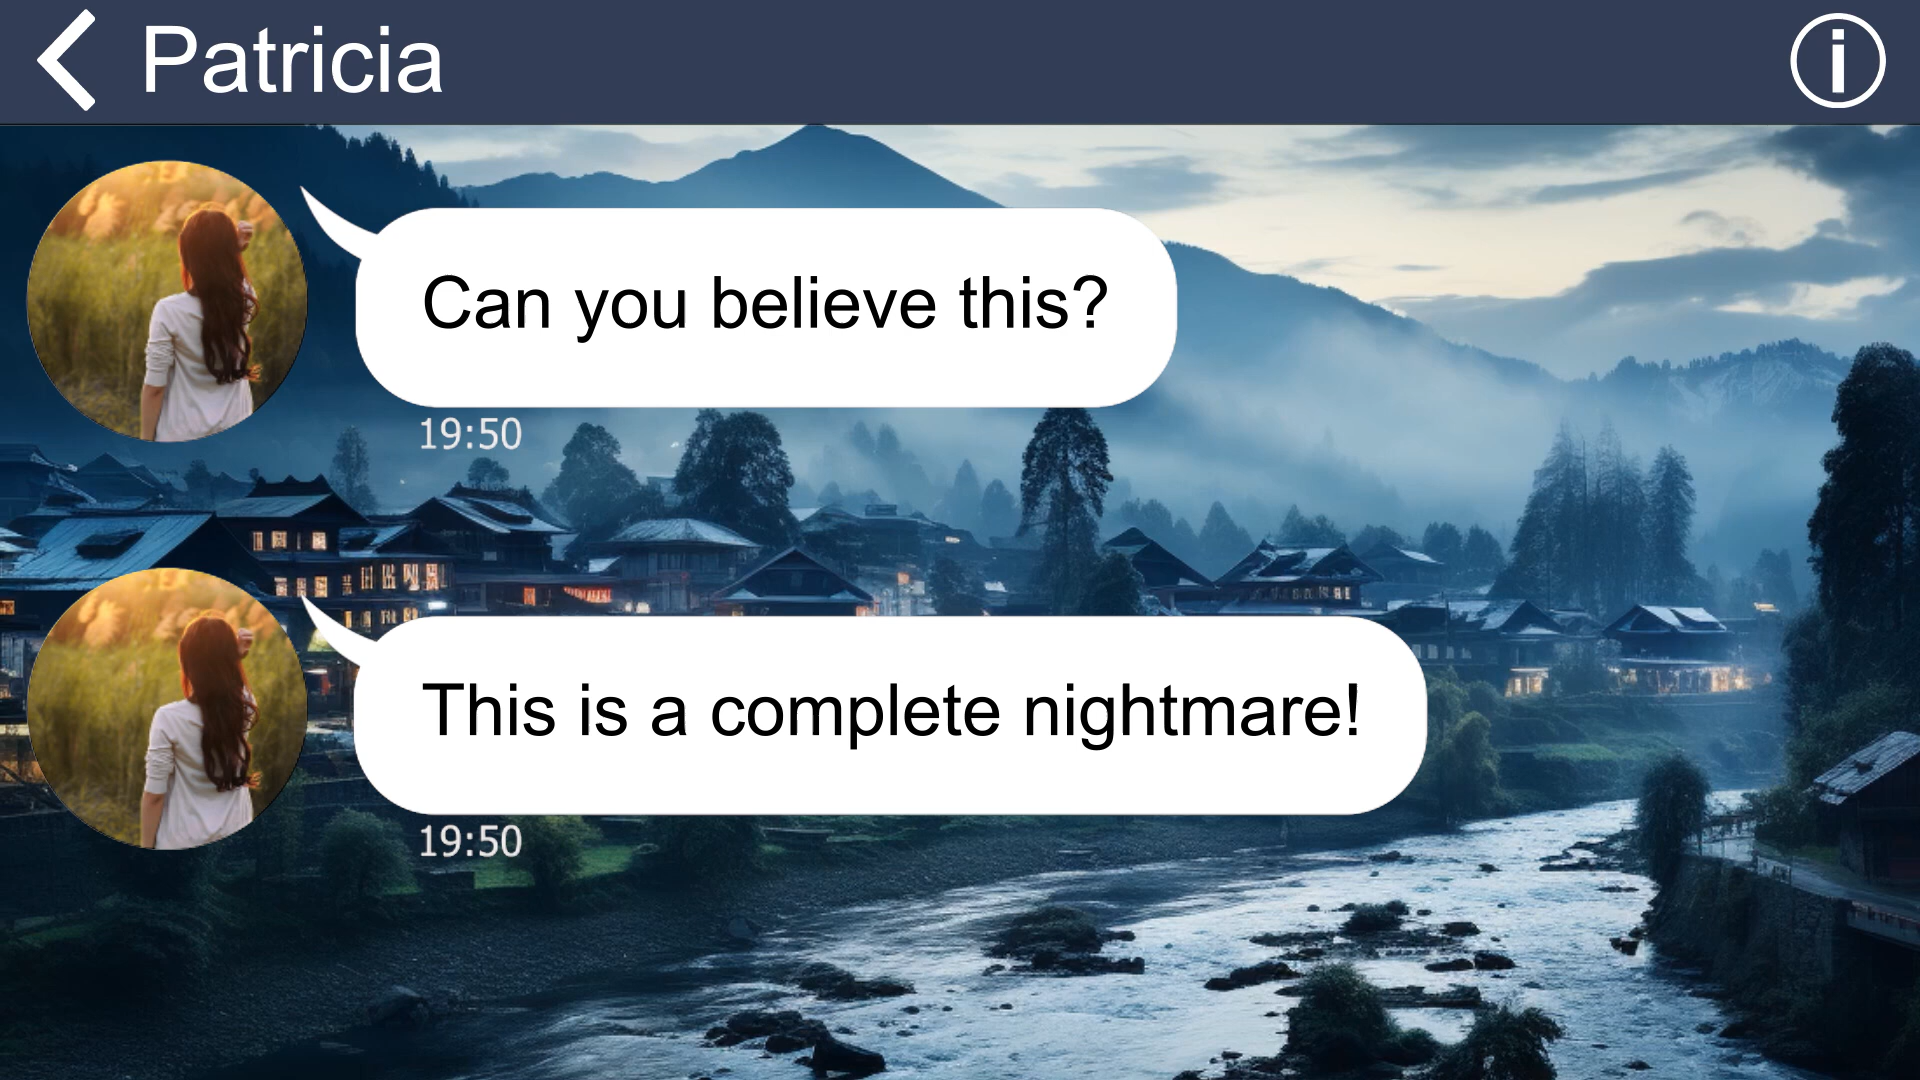 Patricia
Can you believe this?
19:50
This is a complete nightmare!
19:50